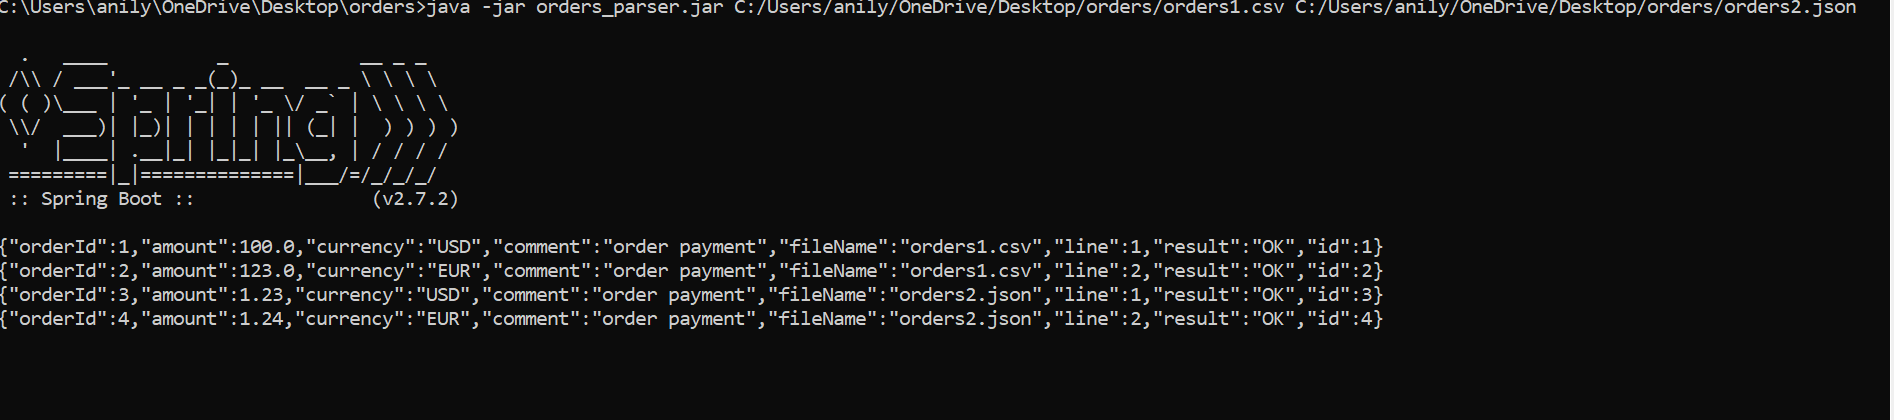 C:\Users\anily\OneDrive\Desktop\orders>java -jar orders_parser.jar C:/Users/anily/OneDrive/Desktop/orders/orders1.csv C:/Users/anily/OneDrive/Desktop/orders/orders2.json
  .   ____          _            __ _ _
 /\\ / ___'_ __ _ _(_)_ __  __ _ \ \ \ \
( ( )\___ | '_ | '_| | '_ \/ _` | \ \ \ \
 \\/  ___)| |_)| | | | | || (_| |  ) ) ) )
  '  |____| .__|_| |_|_| |_\__, | / / / /
 =========|_|==============|___/=/_/_/_/
 :: Spring Boot ::                (v2.7.2)
{"orderId":1,"amount":100.0,"currency":"USD","comment":"order payment","fileName":"orders1.csv","line":1,"result":"OK","id":1}
{"orderId":2,"amount":123.0,"currency":"EUR","comment":"order payment","fileName":"orders1.csv","line":2,"result":"OK","id":2}
{"orderId":3,"amount":1.23,"currency":"USD","comment":"order payment","fileName":"orders2.json","line":1,"result":"OK","id":3}
{"orderId":4,"amount":1.24,"currency":"EUR","comment":"order payment","fileName":"orders2.json","line":2,"result":"OK","id":4}